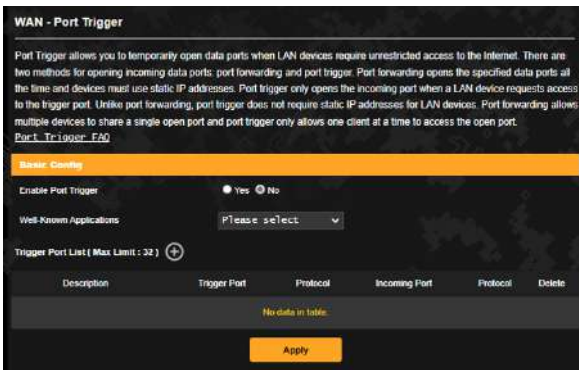 WAN - Port Trigger
Port Trigger allows you to temporarily open data ports when LAN devices require unrestricted access to the Internet. There are
two methods for opening incoming data ports: port forwarding and port trigger. Port forwarding opens the specified data ports all
the time and devices must use static IP addresses. Port trigger only opens the incoming port when a LAN device requests access
to the trigger port. Unlike port forwarding, port trigger does not require static IP addresses for LAN devices. Port forwarding allows
multiple devices to share a single open port and port trigger only allows one client at a time to access the open port.
Port Trigger FAQ
Basic Config
Enable Port Trigger Yes No
Well-Known Applications Please select
Trigger Port List ( Max Limit : 32 )
Description Trigger Port Protocol Incoming Port Protocol Delete
No data in table.
Apply